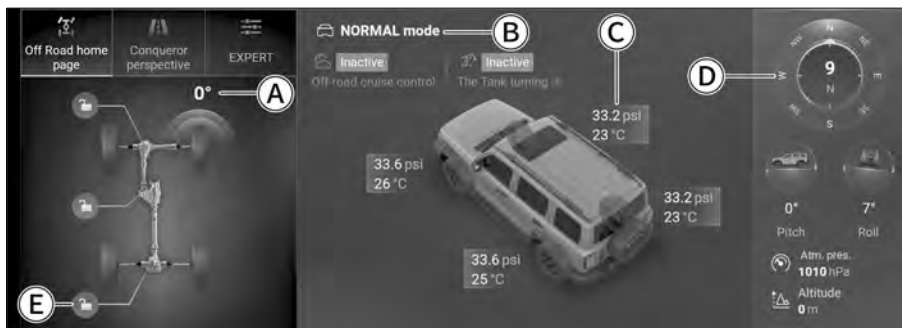 Off Road home
page
Conqueror
perspective
EXPERT
0°
A
NORMAL mode
B
Inactive
Off-road cruise control
Inactive
The Tank turning
C
33.2 psi
23 °C
33.6 psi
26 °C
33.2 psi
23 °C
33.6 psi
25 °C
D
N
NE
E
SE
S
W
NW
9
N
0°
Pitch
7°
Roll
Atm. pres.
1010 hPa
Altitude
0 m
E